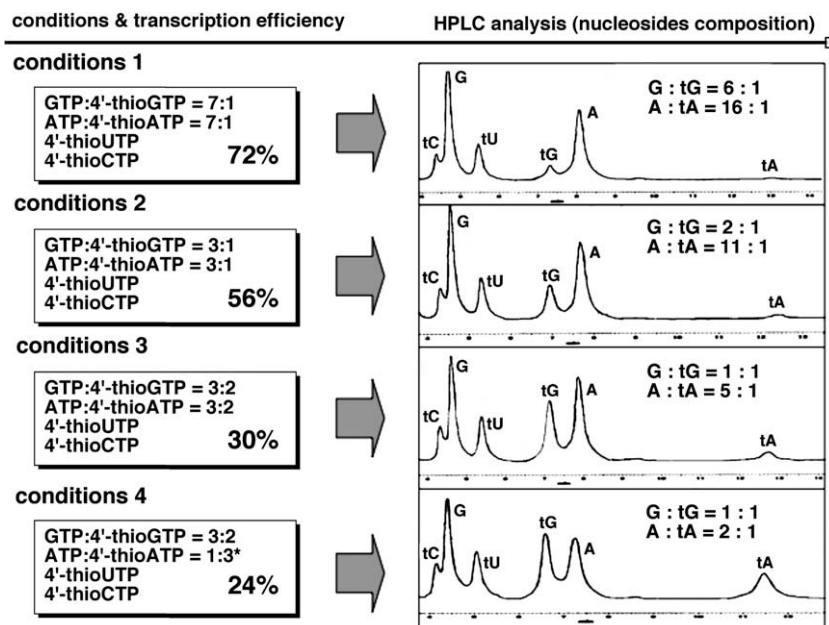 conditions & transcription efficiency
HPLC analysis (nucleosides composition)
conditions 1
GTP:4'-thioGTP = 7:1
ATP:4'-thioATP = 7:1
4'-thioUTP
4'-thioCTP
72%
G
tC
tU
tG
A
tA
G : tG = 6 : 1
A : tA = 16 : 1
conditions 2
GTP:4'-thioGTP = 3:1
ATP:4'-thioATP = 3:1
4'-thioUTP
4'-thioCTP
56%
G
tC
tU
tG
A
tA
G : tG = 2 : 1
A : tA = 11 : 1
conditions 3
GTP:4'-thioGTP = 3:2
ATP:4'-thioATP = 3:2
4'-thioUTP
4'-thioCTP
30%
G
tC
tU
tG
A
tA
G : tG = 1 : 1
A : tA = 5 : 1
conditions 4
GTP:4'-thioGTP = 3:2
ATP:4'-thioATP = 1:3*
4'-thioUTP
4'-thioCTP
24%
G
tC
tU
tG
A
tA
G : tG = 1 : 1
A : tA = 2 : 1